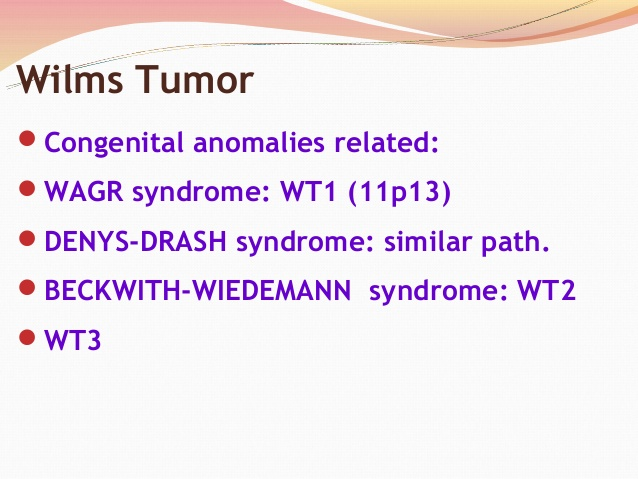 Wilms Tumor
Congenital anomalies related:
WAGR syndrome: WT1 (11p13)
DENYS-DRASH syndrome: similar path.
BECKWITH-WIEDEMANN syndrome: WT2
WT3